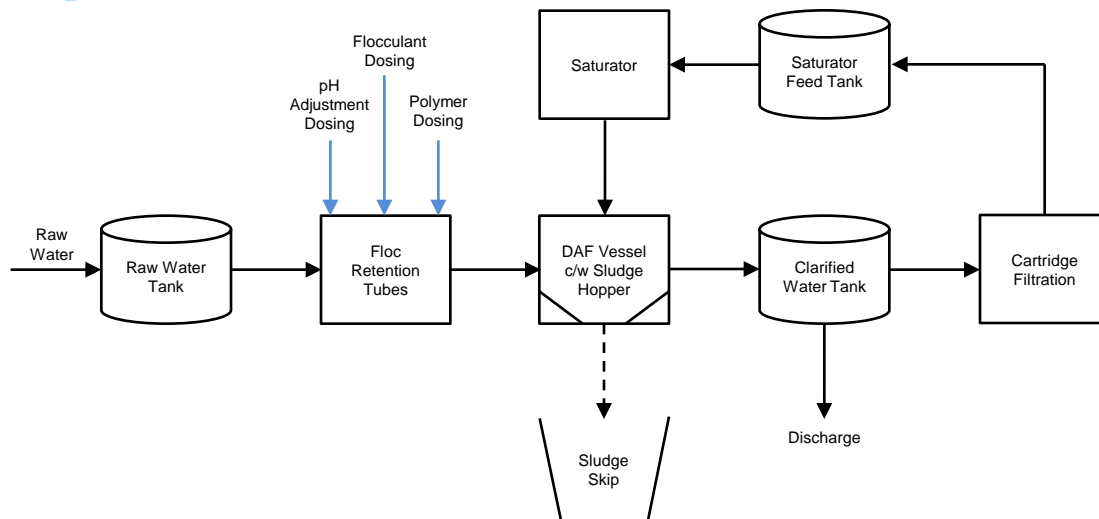 Flocculant
Dosing
pH
Adjustment
Dosing
Polymer
Dosing
Saturator
Saturator
Feed Tank
Raw
Water
Raw Water
Tank
Floc
Retention
Tubes
DAF Vessel
c/w Sludge
Hopper
Clarified
Water Tank
Cartridge
Filtration
Sludge
Skip
Discharge